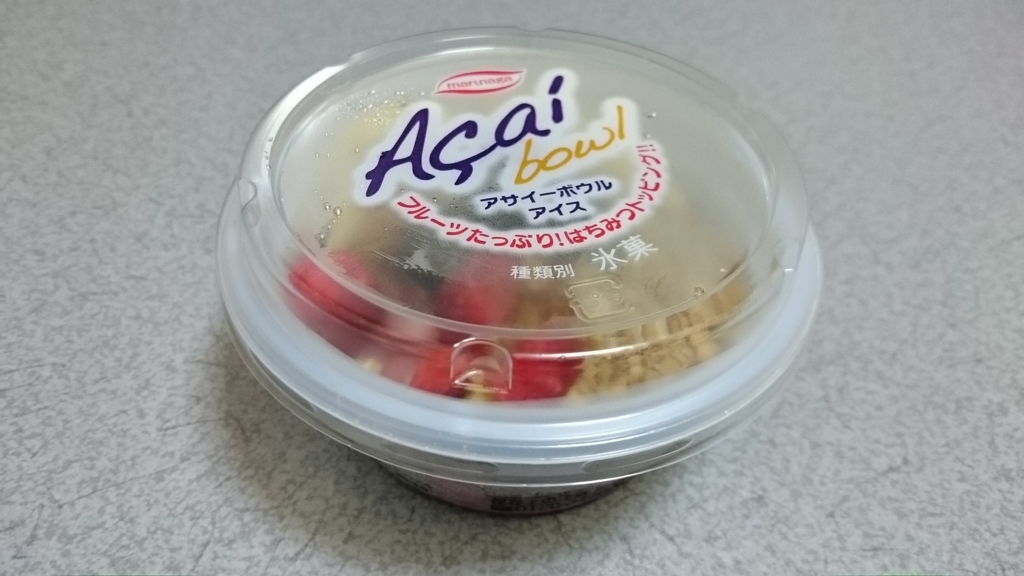 marinaga
Açaí
bowl
アサイーボウル
アイス
フルーツたっぷり!はちみつトッピング!!
種類別 氷菓